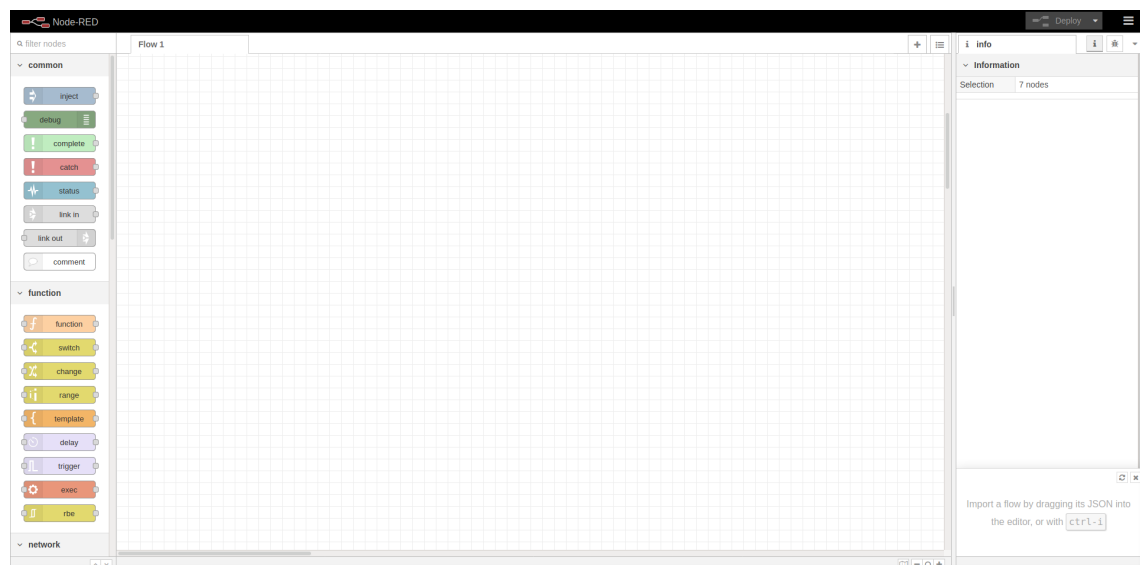 Node-RED
Deploy
filter nodes
Flow 1
i info
i
common
Information
Selection 7 nodes
inject
debug
complete
catch
status
link in
link out
comment
function
function
switch
change
range
template
delay
trigger
exec
rbe
network
Import a flow by dragging its JSON into
the editor, or with ctrl-i